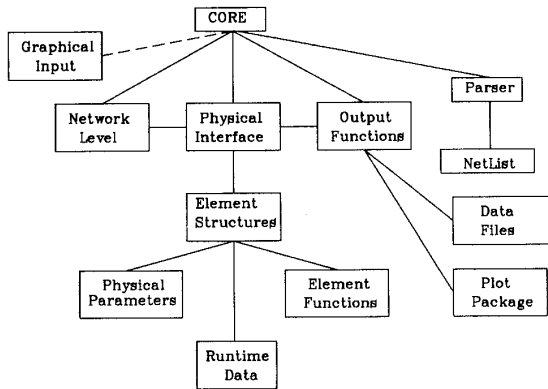 CORE
Graphical
Input
Network
Level
Physical
Interface
Output
Functions
Parser
NetList
Element
Structures
Data
Files
Physical
Parameters
Element
Functions
Plot
Package
Runtime
Data